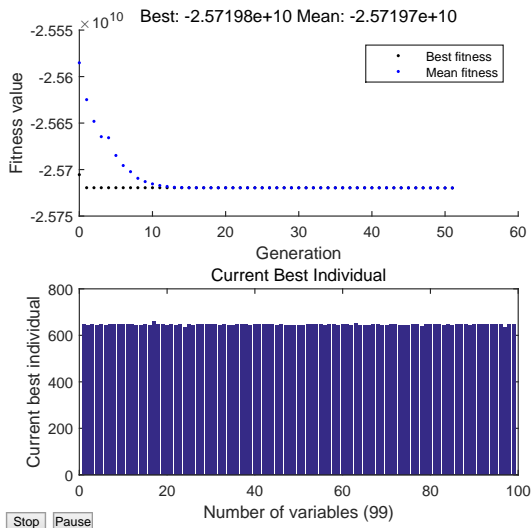 ×10^10
Best: -2.57198e+10 Mean: -2.57197e+10
-2.555
-2.56
-2.565
-2.57
-2.575
Fitness value
Best fitness
Mean fitness
0 10 20 30 40 50 60
Generation
Current Best Individual
800
600
400
200
0
Current best individual
0 20 40 60 80 100
Number of variables (99)
Stop Pause